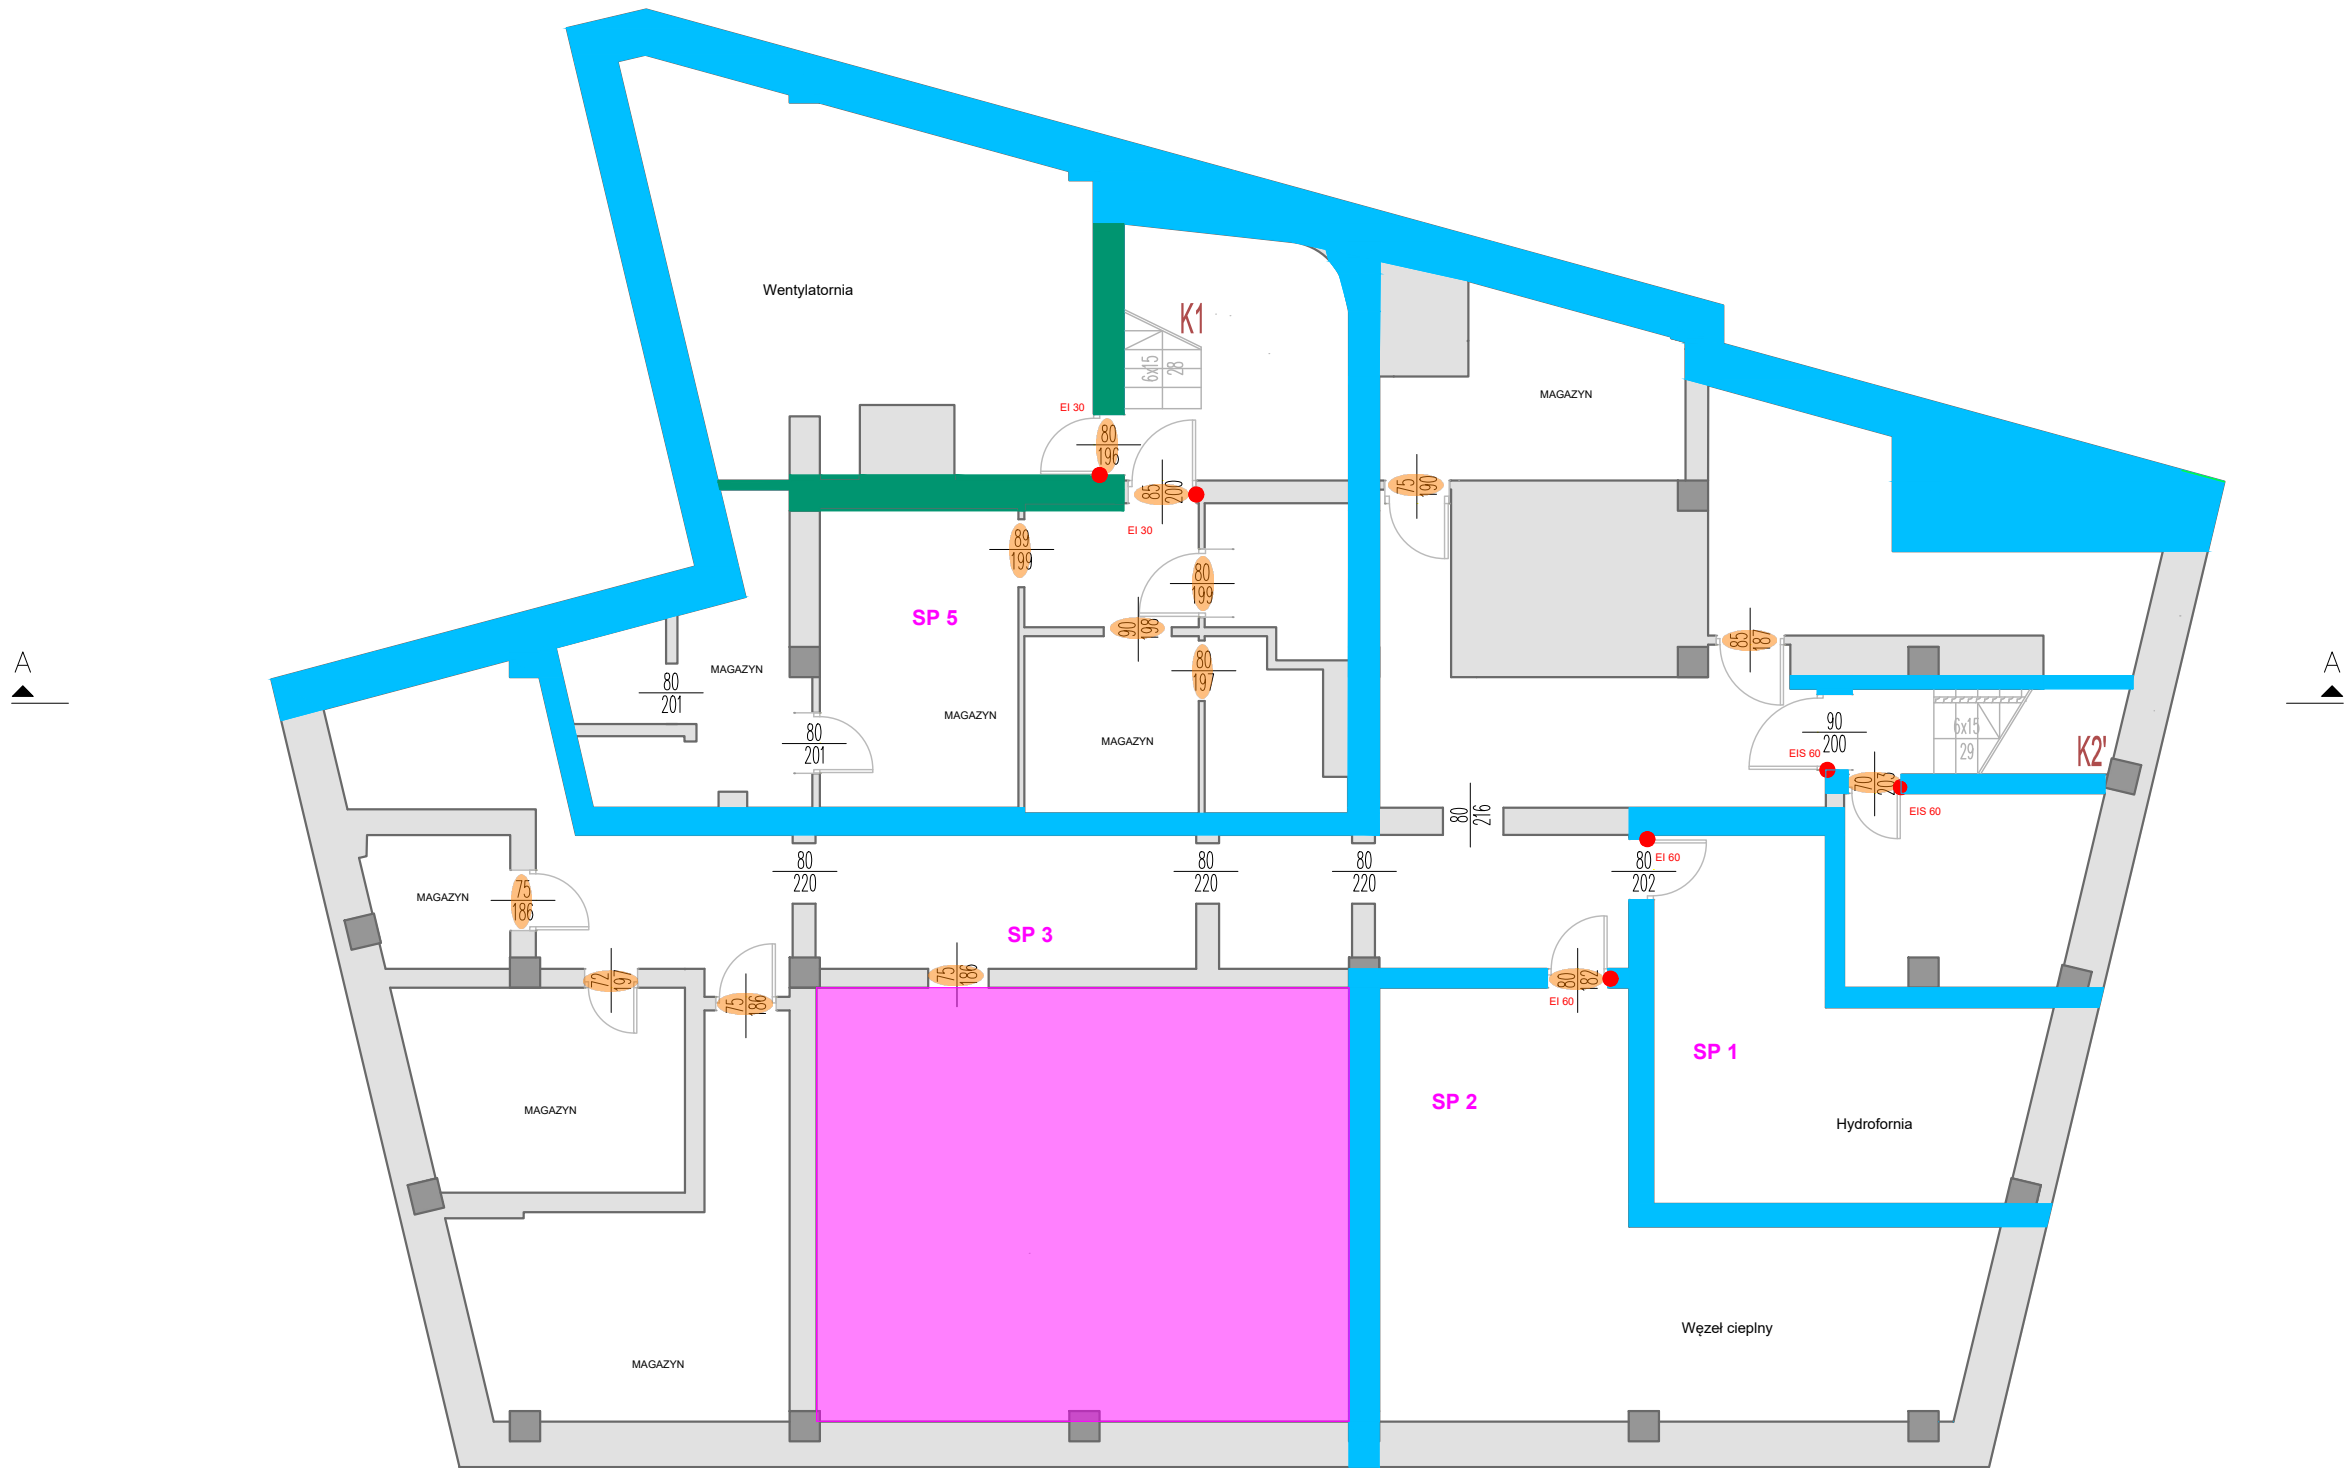 Wentylatornia
K1
6x15
28
MAGAZYN
EI 30
80
196
85
200
75
190
EI 30
89
199
80
199
SP 5
90
198
85
187
A
A
MAGAZYN
80
197
80
201
MAGAZYN
90
200
6x15
29
K2'
80
201
MAGAZYN
EIS 60
70
203
80
216
EIS 60
80
220
80
220
80
220
80
202
EI 60
MAGAZYN
75
186
SP 3
72
197
75
186
75
186
80
182
EI 60
SP 1
SP 2
MAGAZYN
Hydrofornia
Węzeł cieplny
MAGAZYN